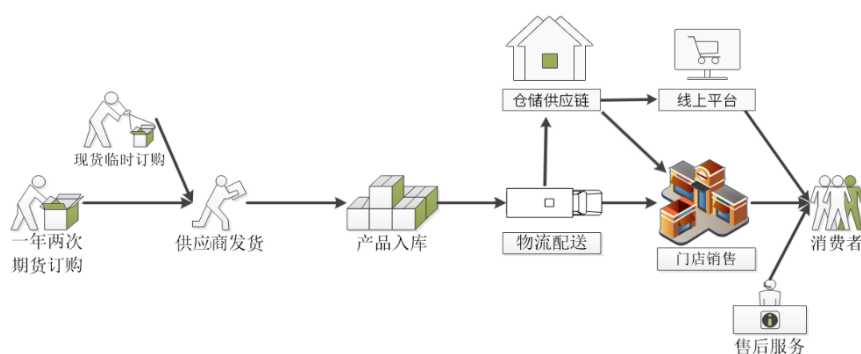 仓储供应链
线上平台
现货临时订购
一年两次
期货订购
供应商发货
产品入库
物流配送
门店销售
消费者
售后服务